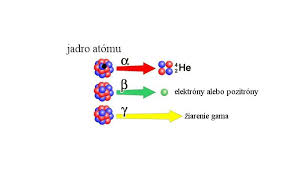 jadro atómu
α
⁴₂He
β
elektróny alebo pozitróny
γ
žiarenie gama